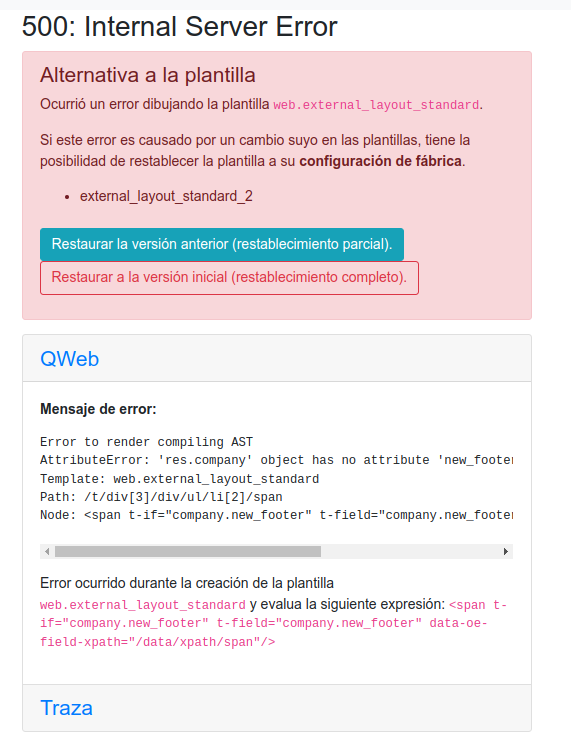 500: Internal Server Error
Alternativa a la plantilla
Ocurrió un error dibujando la plantilla web.external_layout_standard.
Si este error es causado por un cambio suyo en las plantillas, tiene la
posibilidad de restablecer la plantilla a su configuración de fábrica.
• external_layout_standard_2
Restaurar la versión anterior (restablecimiento parcial).
Restaurar a la versión inicial (restablecimiento completo).
QWeb
Mensaje de error:
Error to render compiling AST
AttributeError: 'res.company' object has no attribute 'new_footer
Template: web.external_layout_standard
Path: /t/div[3]/div/ul/li[2]/span
Node: <span t-if="company.new_footer" t-field="company.new_footer
Error ocurrido durante la creación de la plantilla
web.external_layout_standard y evalua la siguiente expresión: <span t-
if="company.new_footer" t-field="company.new_footer" data-oe-
field-xpath="/data/xpath/span"/>
Traza